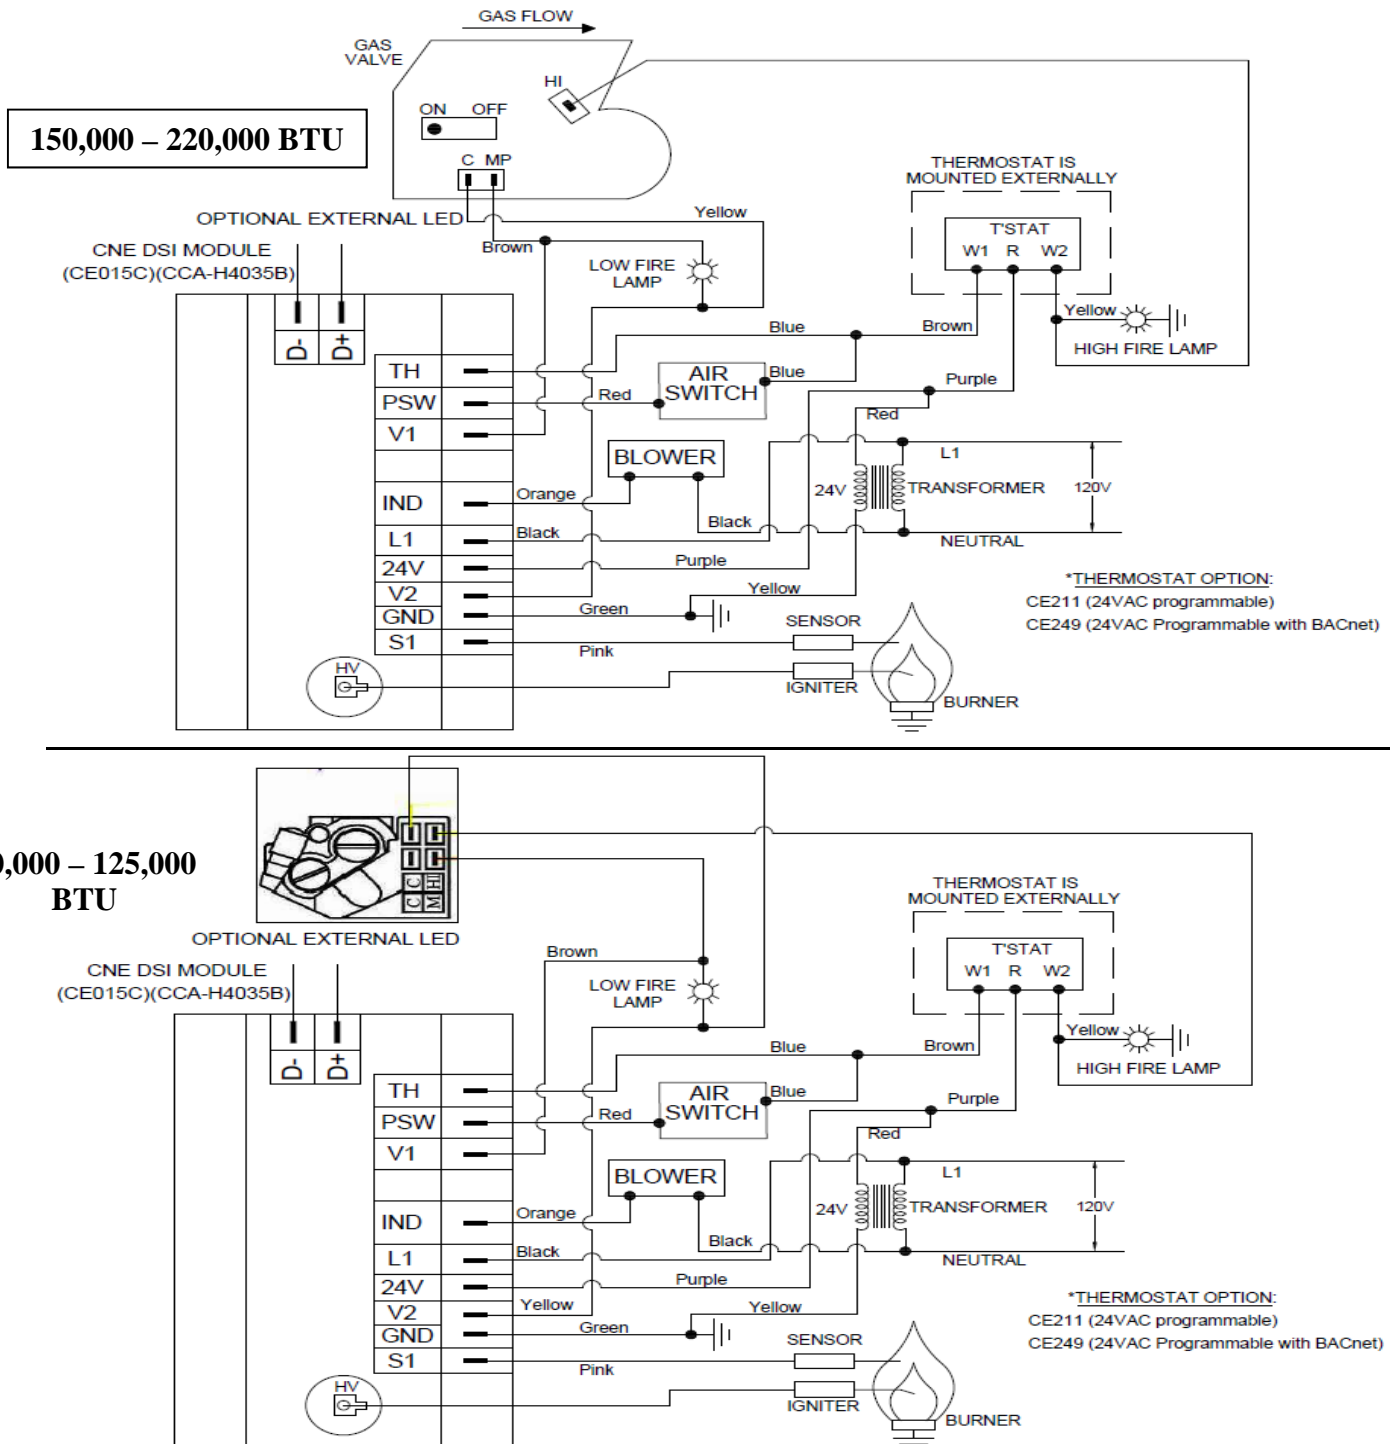 GAS FLOW
GAS
VALVE
HI
ON OFF
150,000 – 220,000 BTU
C MP
THERMOSTAT IS
MOUNTED EXTERNALLY
OPTIONAL EXTERNAL LED
Yellow
Brown
T'STAT
W1 R W2
CNE DSI MODULE
(CE015C)(CCA-H4035B)
LOW FIRE
LAMP
Yellow
Blue
Brown
HIGH FIRE LAMP
D- D+
TH
AIR
SWITCH
Blue
Purple
PSW
Red
Red
V1
BLOWER
L1
24V
TRANSFORMER
120V
IND
Orange
Black
L1
Black
NEUTRAL
24V
Purple
*THERMOSTAT OPTION:
V2
Yellow
CE211 (24VAC programmable)
GND
Green
SENSOR
CE249 (24VAC Programmable with BACnet)
S1
Pink
HV
IGNITER
BURNER
,000 – 125,000
BTU
C C
M HI
THERMOSTAT IS
MOUNTED EXTERNALLY
OPTIONAL EXTERNAL LED
Brown
T'STAT
W1 R W2
CNE DSI MODULE
(CE015C)(CCA-H4035B)
LOW FIRE
LAMP
Yellow
Blue
Brown
HIGH FIRE LAMP
D- D+
TH
AIR
SWITCH
Blue
Purple
PSW
Red
Red
V1
BLOWER
L1
24V
TRANSFORMER
120V
IND
Orange
Black
L1
Black
NEUTRAL
24V
Purple
*THERMOSTAT OPTION:
V2
Yellow
Yellow
CE211 (24VAC programmable)
GND
Green
SENSOR
CE249 (24VAC Programmable with BACnet)
S1
Pink
HV
IGNITER
BURNER